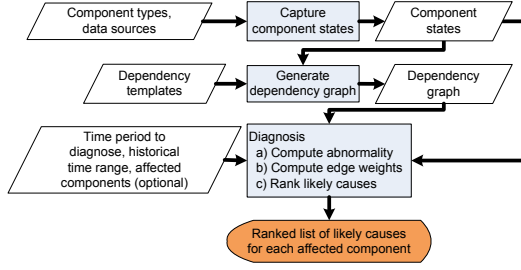 Component types,
data sources
Capture
component states
Component
states
Dependency
templates
Generate
dependency graph
Dependency
graph
Time period to
diagnose, historical
time range, affected
components (optional)
Diagnosis
a) Compute abnormality
b) Compute edge weights
c) Rank likely causes
Ranked list of likely causes
for each affected component